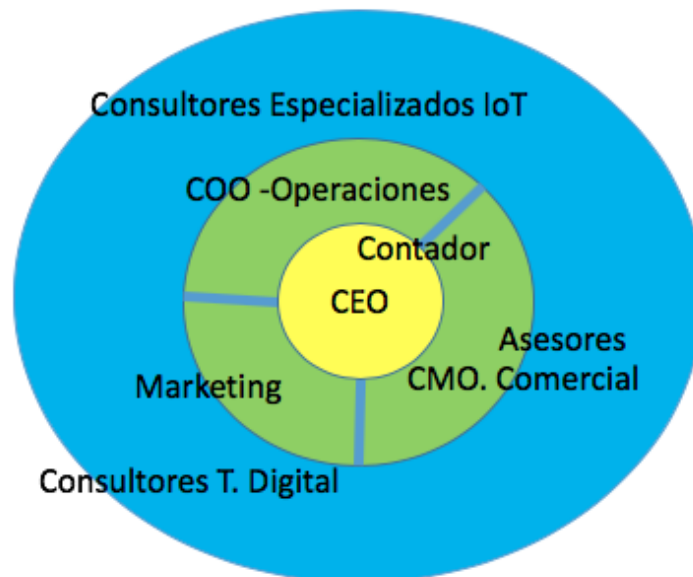 Consultores Especializados IoT
COO -Operaciones
Contador
CEO
Asesores
CMO. Comercial
Marketing
Consultores T. Digital